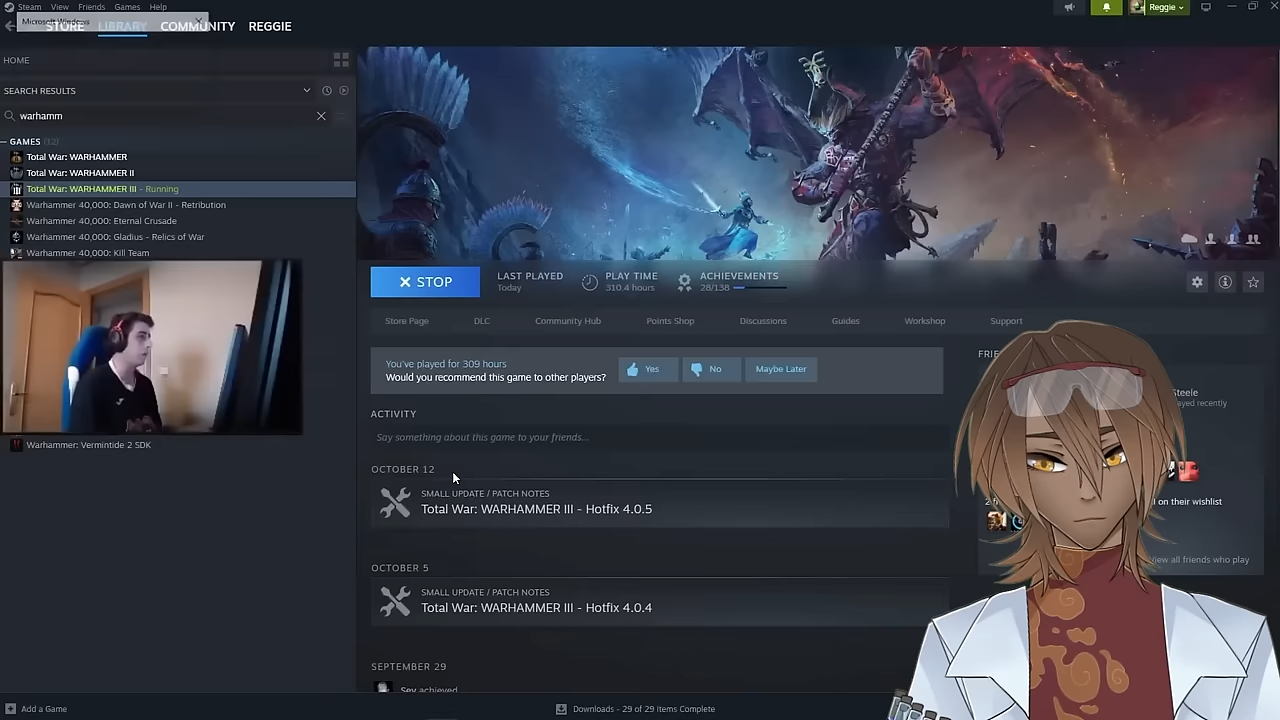 Steam View Friends Games Help
Reggie
Microsoft Windows
STORE LIBRARY COMMUNITY REGGIE
HOME
SEARCH RESULTS
warhamm
GAMES (12)
Total War: WARHAMMER
Total War: WARHAMMER II
Total War: WARHAMMER III - Running
Warhammer 40,000: Dawn of War II - Retribution
Warhammer 40,000: Eternal Crusade
Warhammer 40,000: Gladius - Relics of War
Warhammer 40,000: Kill Team
Warhammer: Vermintide 2 SDK
STOP
LAST PLAYED
Today
PLAY TIME
310.4 hours
ACHIEVEMENTS
28/138
Store Page DLC Community Hub Points Shop Discussions Guides Workshop Support
You've played for 309 hours
Would you recommend this game to other players?
Yes No Maybe Later
ACTIVITY
Say something about this game to your friends...
OCTOBER 12
SMALL UPDATE / PATCH NOTES
Total War: WARHAMMER III - Hotfix 4.0.5
OCTOBER 5
SMALL UPDATE / PATCH NOTES
Total War: WARHAMMER III - Hotfix 4.0.4
SEPTEMBER 29
Sev achieved
FRIE
Steele
ayed recently
on their wishlist
View all friends who play
Add a Game
Downloads - 29 of 29 Items Complete